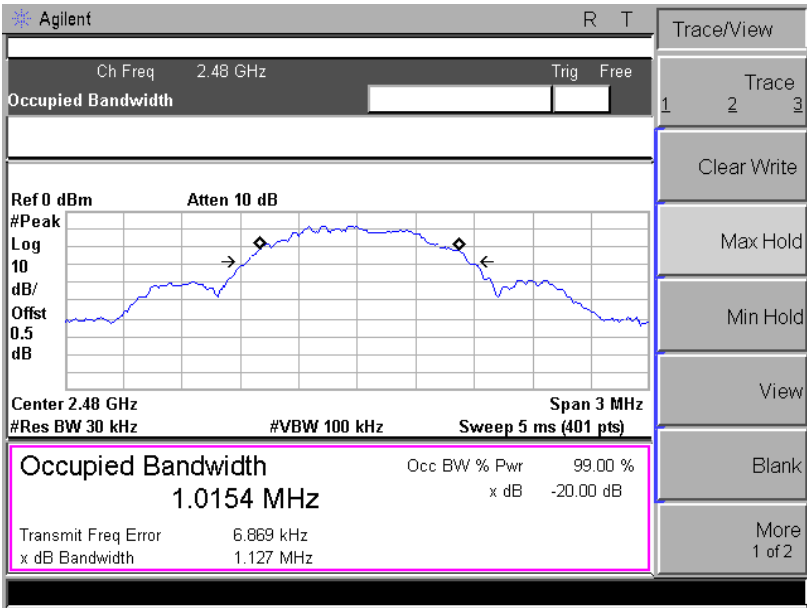 Agilent R T
Ch Freq 2.48 GHz Trig Free
Occupied Bandwidth
Ref 0 dBm Atten 10 dB
#Peak
Log
10
dB/
Offst
0.5
dB
Center 2.48 GHz Span 3 MHz
#Res BW 30 kHz #VBW 100 kHz Sweep 5 ms (401 pts)
Occupied Bandwidth
1.0154 MHz
Occ BW % Pwr 99.00 %
x dB -20.00 dB
Transmit Freq Error 6.869 kHz
x dB Bandwidth 1.127 MHz
Trace/View
Trace
1 2 3
Clear Write
Max Hold
Min Hold
View
Blank
More
1 of 2